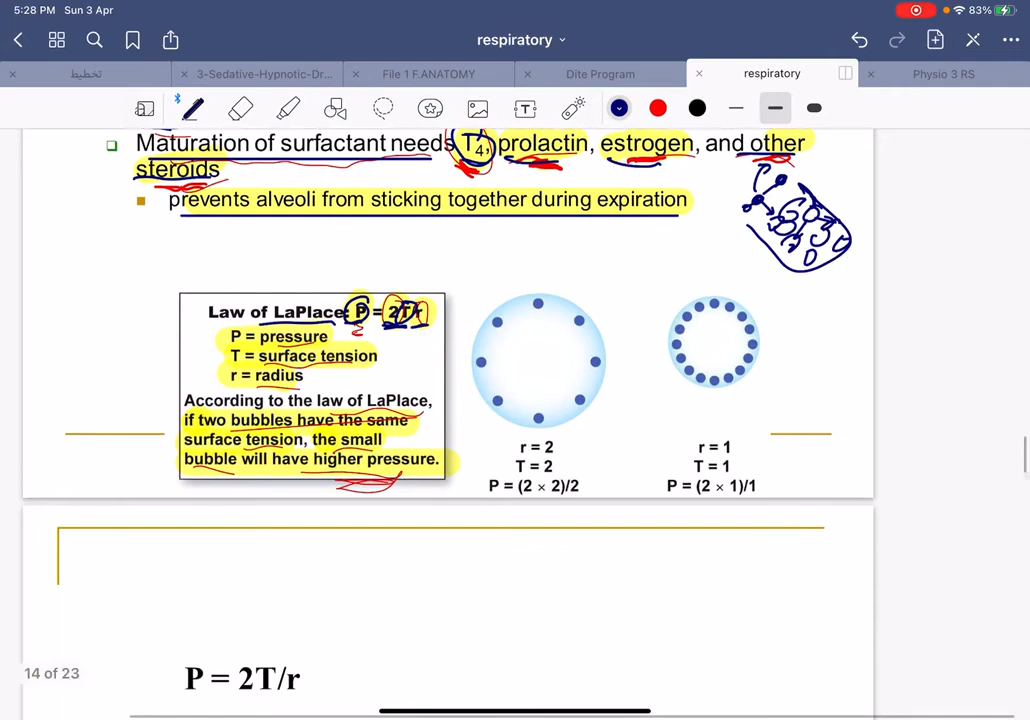 5:28 PM Sun 3 Apr
83%
respiratory
تخطيط
3-Sedative-Hypnotic-Dr...
File 1 F.ANATOMY
Dite Program
respiratory
Physio 3 RS
Maturation of surfactant needs T4, prolactin, estrogen, and other
steroids
prevents alveoli from sticking together during expiration
Law of LaPlace: P = 2T/r
P = pressure
T = surface tension
r = radius
According to the law of LaPlace,
if two bubbles have the same
surface tension, the small
bubble will have higher pressure.
r = 2
T = 2
P = (2 × 2)/2
r = 1
T = 1
P = (2 × 1)/1
14 of 23
P = 2T/r